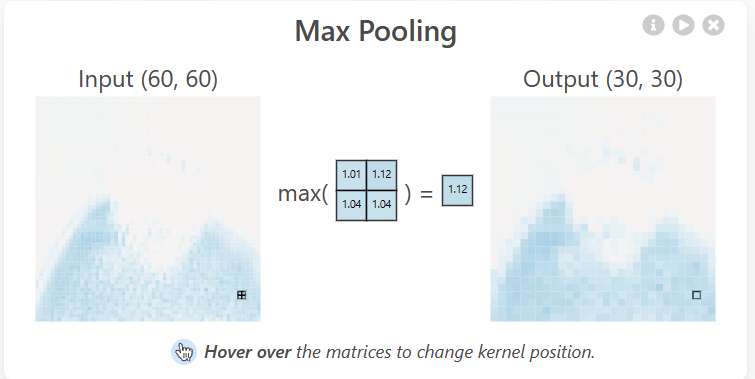 Max Pooling
Input (60, 60)
Output (30, 30)
max(
1.01 1.12
1.04 1.04
) =
1.12
Hover over the matrices to change kernel position.